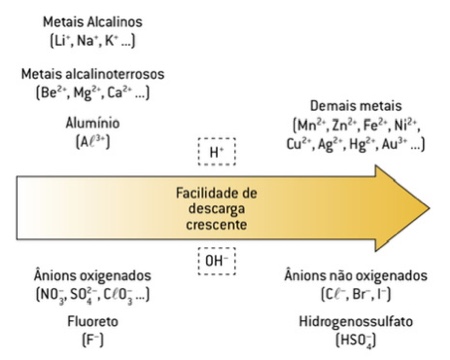 Metais Alcalinos
(Li⁺, Na⁺, K⁺ ...)
Metais alcalinoterrosos
(Be²⁺, Mg²⁺, Ca²⁺ ...)
Alumínio
(Aℓ³⁺)
H⁺
Demais metais
(Mn²⁺, Zn²⁺, Fe²⁺, Ni²⁺,
Cu²⁺, Ag²⁺, Hg²⁺, Au³⁺ ...)
Facilidade de
descarga
crescente
OH⁻
Ânions oxigenados
(NO₃⁻, SO₄²⁻, CℓO₃⁻ ...)
Fluoreto
(F⁻)
Ânions não oxigenados
(Cℓ⁻, Br⁻, I⁻)
Hidrogenossulfato
(HSO₄⁻)